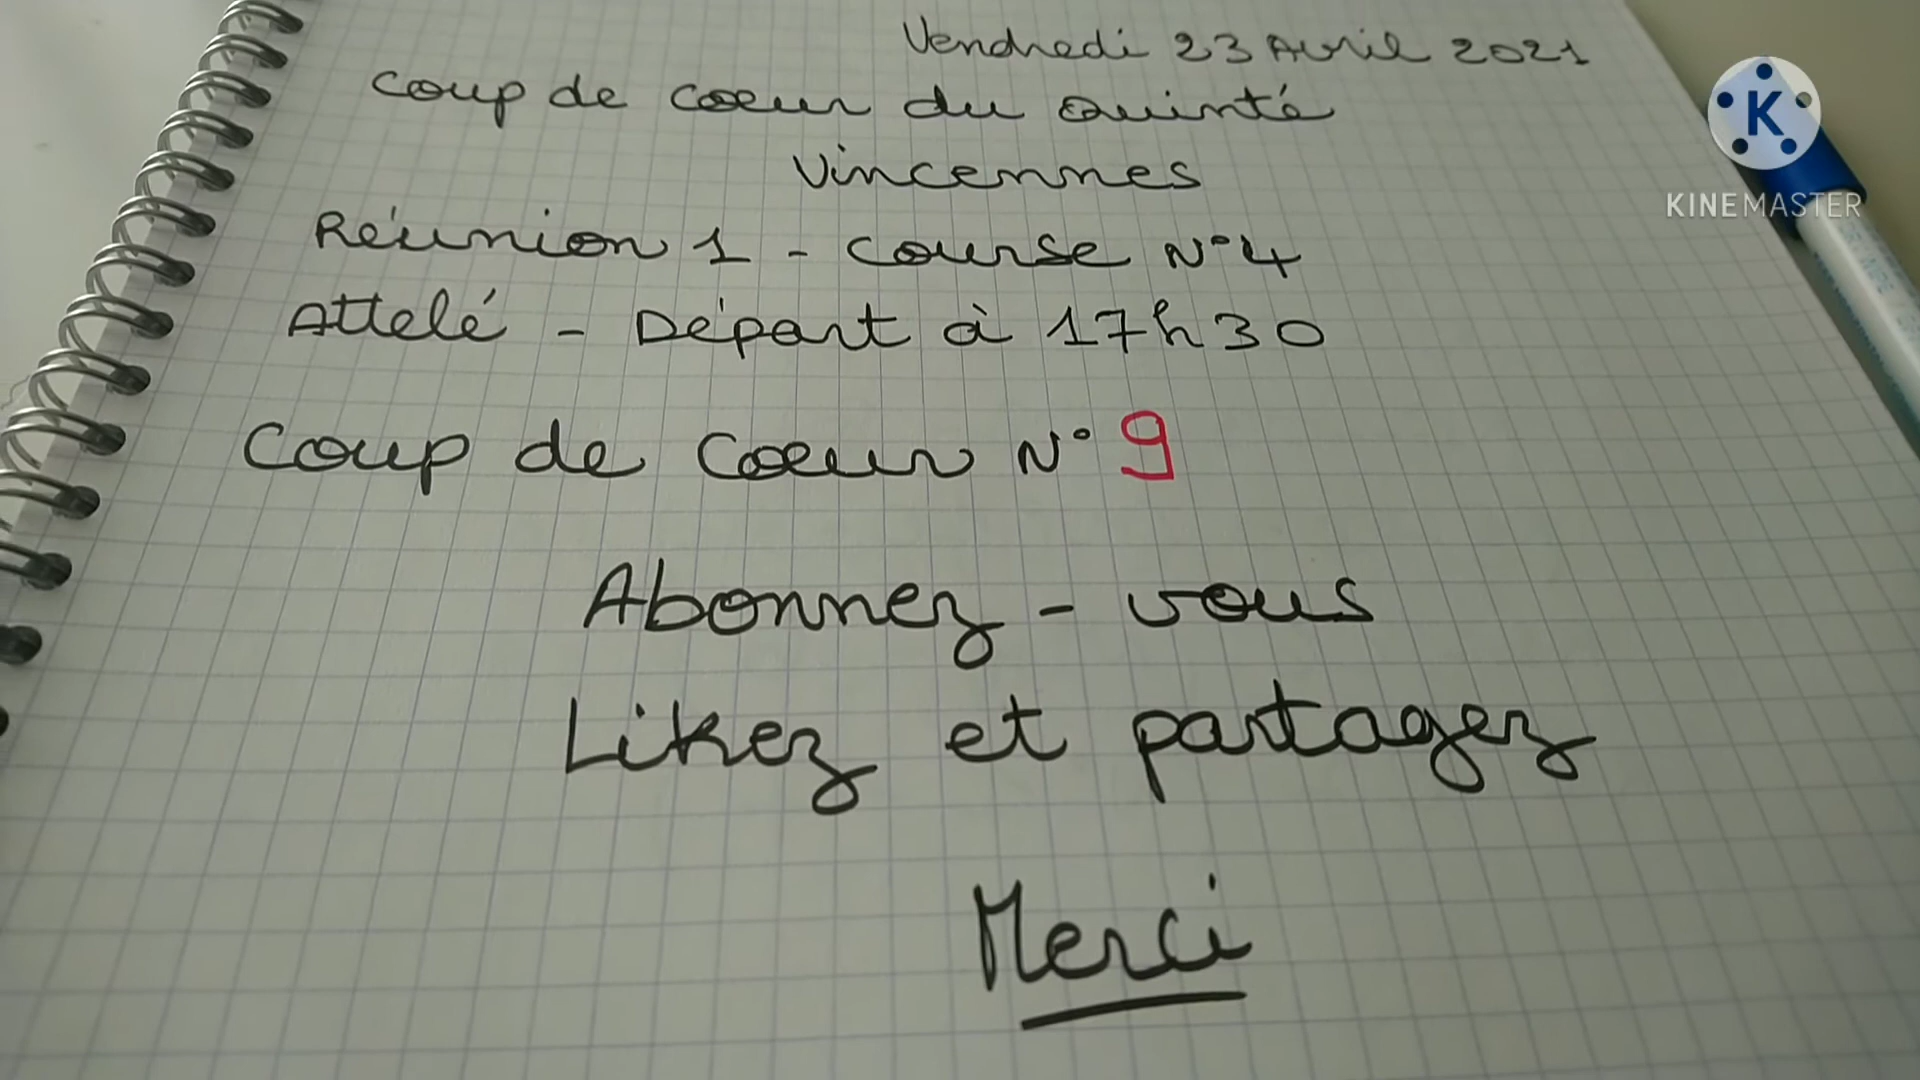 Vendredi 23 Avril 2021
Coup de coeur du Quinté
Vincennes
Réunion 1 - Course N°4
Attelé - Départ à 17h30
Coup de Coeur N° 9
Abonnez-vous
Likez et partagez
Merci
K
KINEMASTER